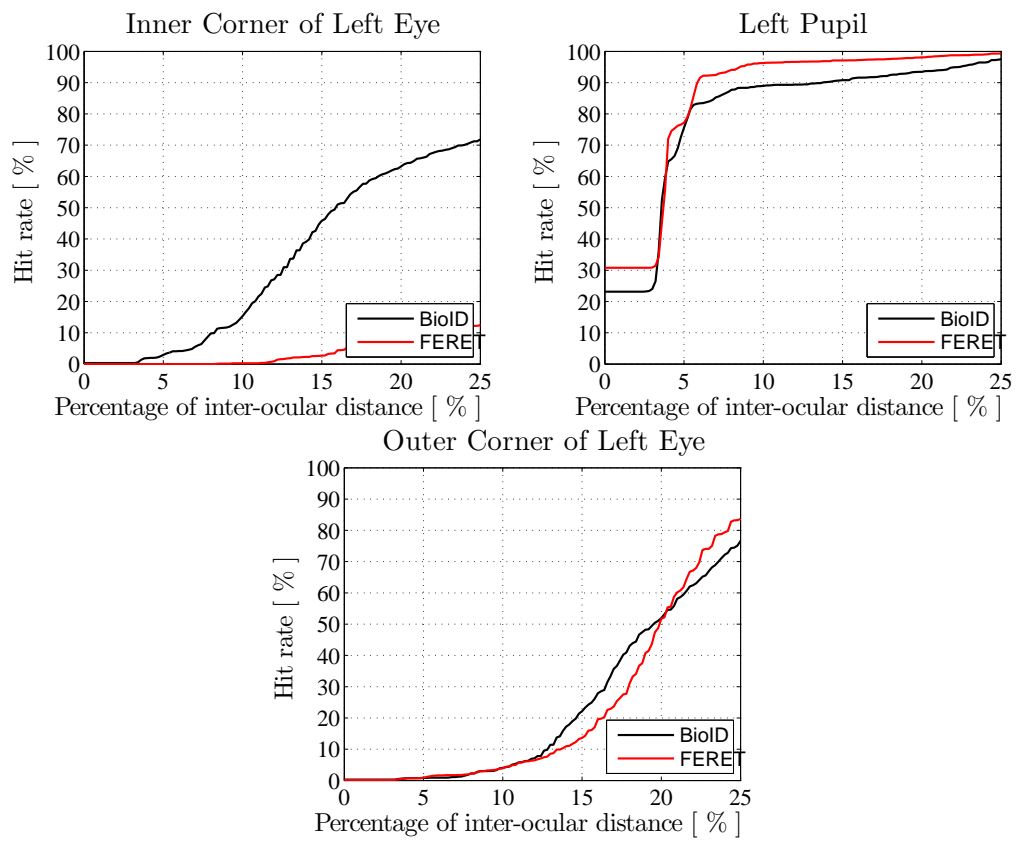 Inner Corner of Left Eye
100
90
80
70
60
50
40
30
20
10
0
Hit rate [ % ]
BioID
FERET
0 5 10 15 20 25
Percentage of inter-ocular distance [ % ]
Left Pupil
100
90
80
70
60
50
40
30
20
10
0
Hit rate [ % ]
BioID
FERET
0 5 10 15 20 25
Percentage of inter-ocular distance [ % ]
Outer Corner of Left Eye
100
90
80
70
60
50
40
30
20
10
0
Hit rate [ % ]
BioID
FERET
0 5 10 15 20 25
Percentage of inter-ocular distance [ % ]